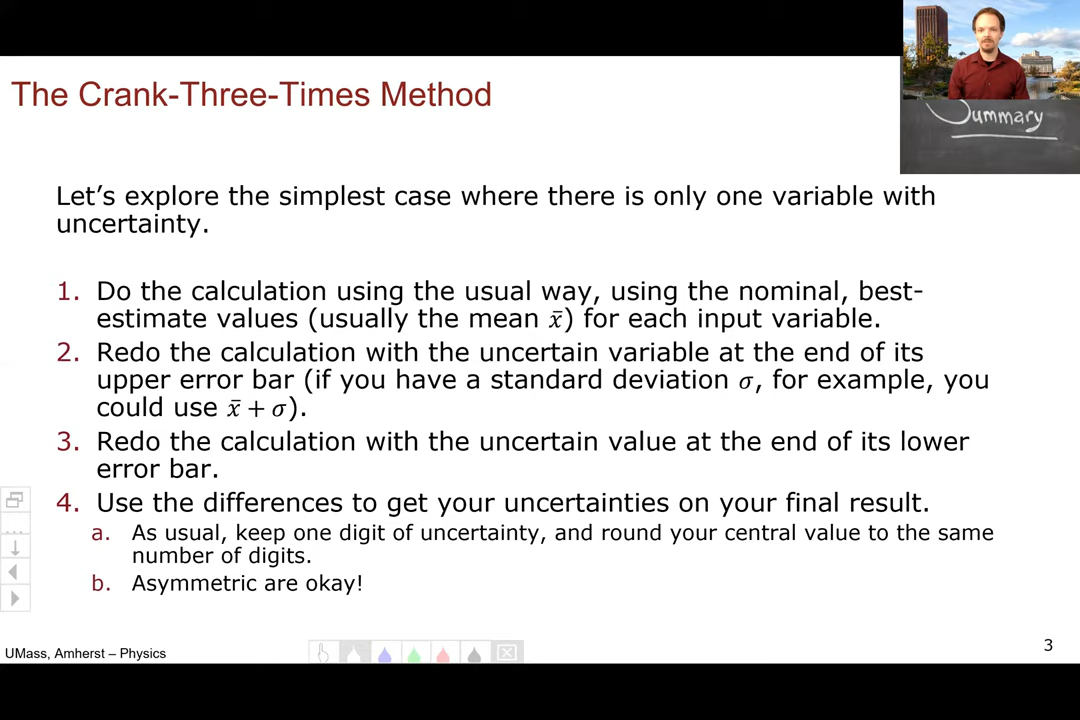 The Crank-Three-Times Method
Summary
Let’s explore the simplest case where there is only one variable with
uncertainty.
1. Do the calculation using the usual way, using the nominal, best-
estimate values (usually the mean x̄) for each input variable.
2. Redo the calculation with the uncertain variable at the end of its
upper error bar (if you have a standard deviation σ, for example, you
could use x̄ + σ).
3. Redo the calculation with the uncertain value at the end of its lower
error bar.
4. Use the differences to get your uncertainties on your final result.
a. As usual, keep one digit of uncertainty, and round your central value to the same
number of digits.
b. Asymmetric are okay!
UMass, Amherst – Physics
3